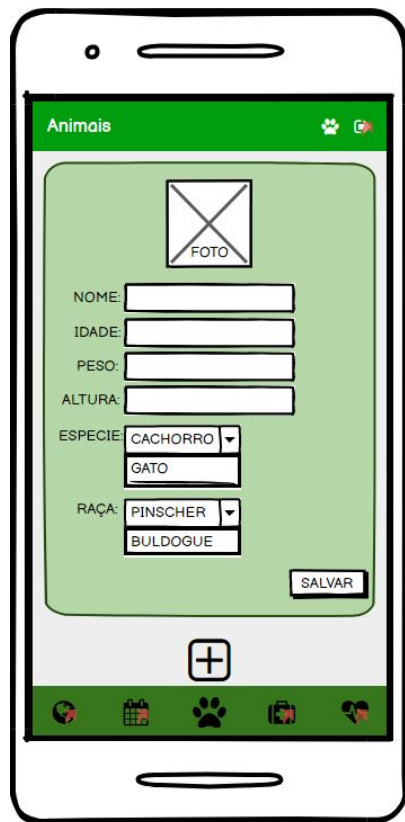 Animais
FOTO
NOME:
IDADE:
PESO:
ALTURA:
ESPECIE: CACHORRO
GATO
RAÇA: PINSCHER
BULDOGUE
SALVAR